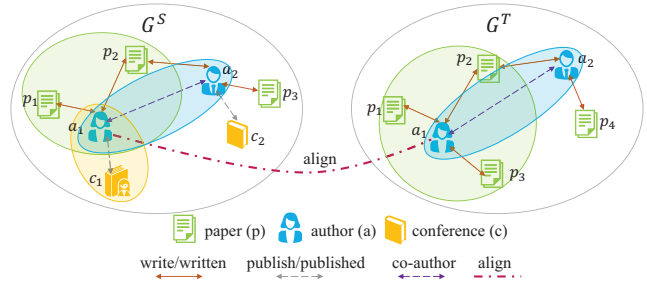 G^S
G^T
p_2
a_2
p_1
p_3
a_1
c_2
c_1
p_2
a_2
p_1
a_1
p_4
p_3
align
paper (p) author (a) conference (c)
write/written publish/published co-author align